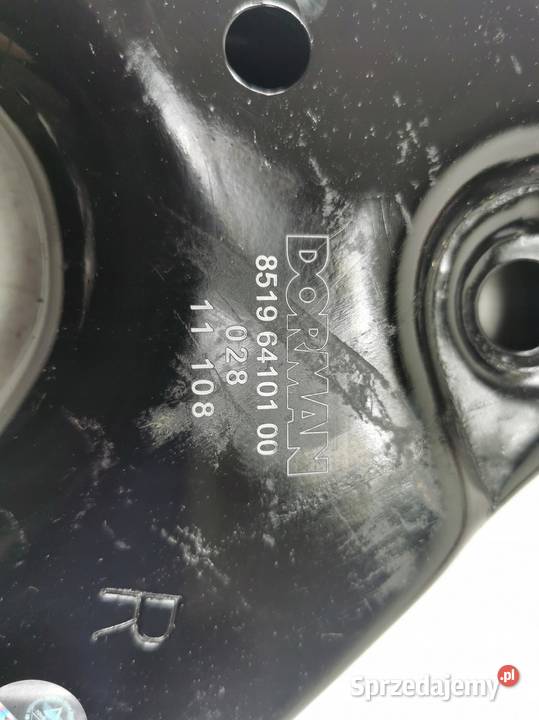 DORMAN
8519 64101 00
028
11 108
R
Sprzedajemy.pl